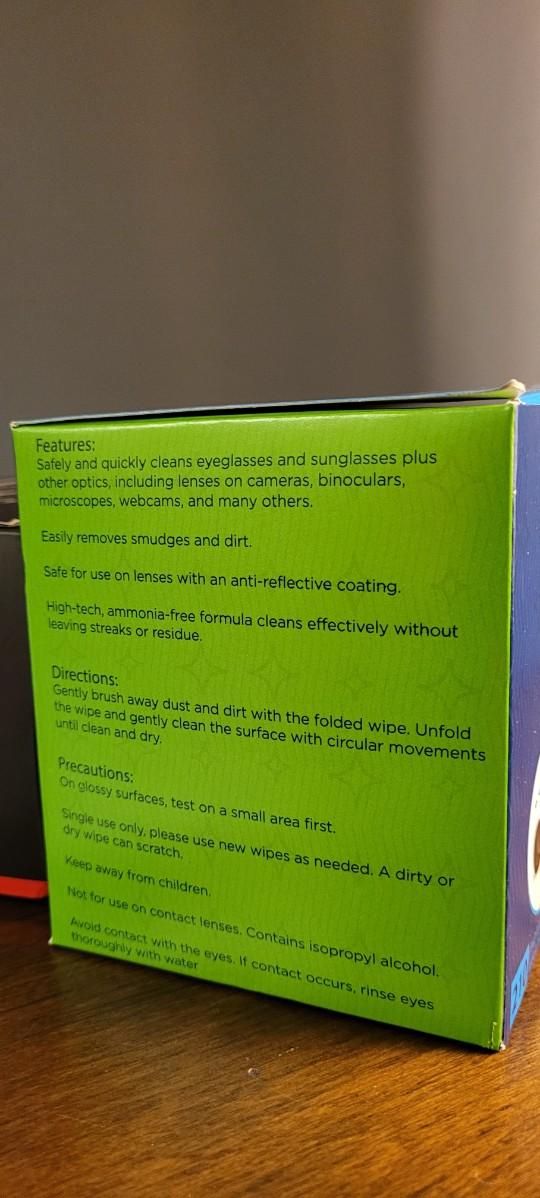 Features:
Safely and quickly cleans eyeglasses and sunglasses plus
other optics, including lenses on cameras, binoculars,
microscopes, webcams, and many others.
Easily removes smudges and dirt.
Safe for use on lenses with an anti-reflective coating.
High-tech, ammonia-free formula cleans effectively without
leaving streaks or residue.
Directions:
Gently brush away dust and dirt with the folded wipe. Unfold
the wipe and gently clean the surface with circular movements
until clean and dry.
Precautions:
On glossy surfaces, test on a small area first.
Single use only, please use new wipes as needed. A dirty or
dry wipe can scratch.
Keep away from children.
Not for use on contact lenses. Contains isopropyl alcohol.
Avoid contact with the eyes. If contact occurs, rinse eyes
thoroughly with water